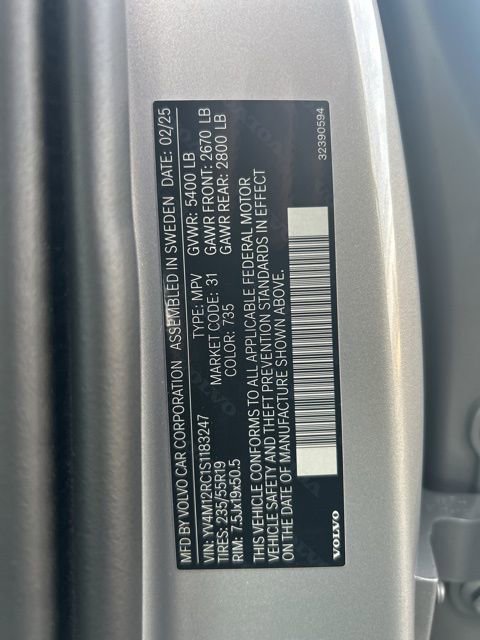 MFD BY VOLVO CAR CORPORATION ASSEMBLED IN SWEDEN DATE: 02/25
VIN: YV4M12RC1S1183247 TYPE: MPV GVWR: 5400 LB
TIRES: 235/55R19 MARKET CODE: 31 GAWR FRONT: 2670 LB
RIM: 7.5Jx19x50.5 COLOR: 735 GAWR REAR: 2800 LB
THIS VEHICLE CONFORMS TO ALL APPLICABLE FEDERAL MOTOR
VEHICLE SAFETY AND THEFT PREVENTION STANDARDS IN EFFECT
ON THE DATE OF MANUFACTURE SHOWN ABOVE.
32390594
VOLVO